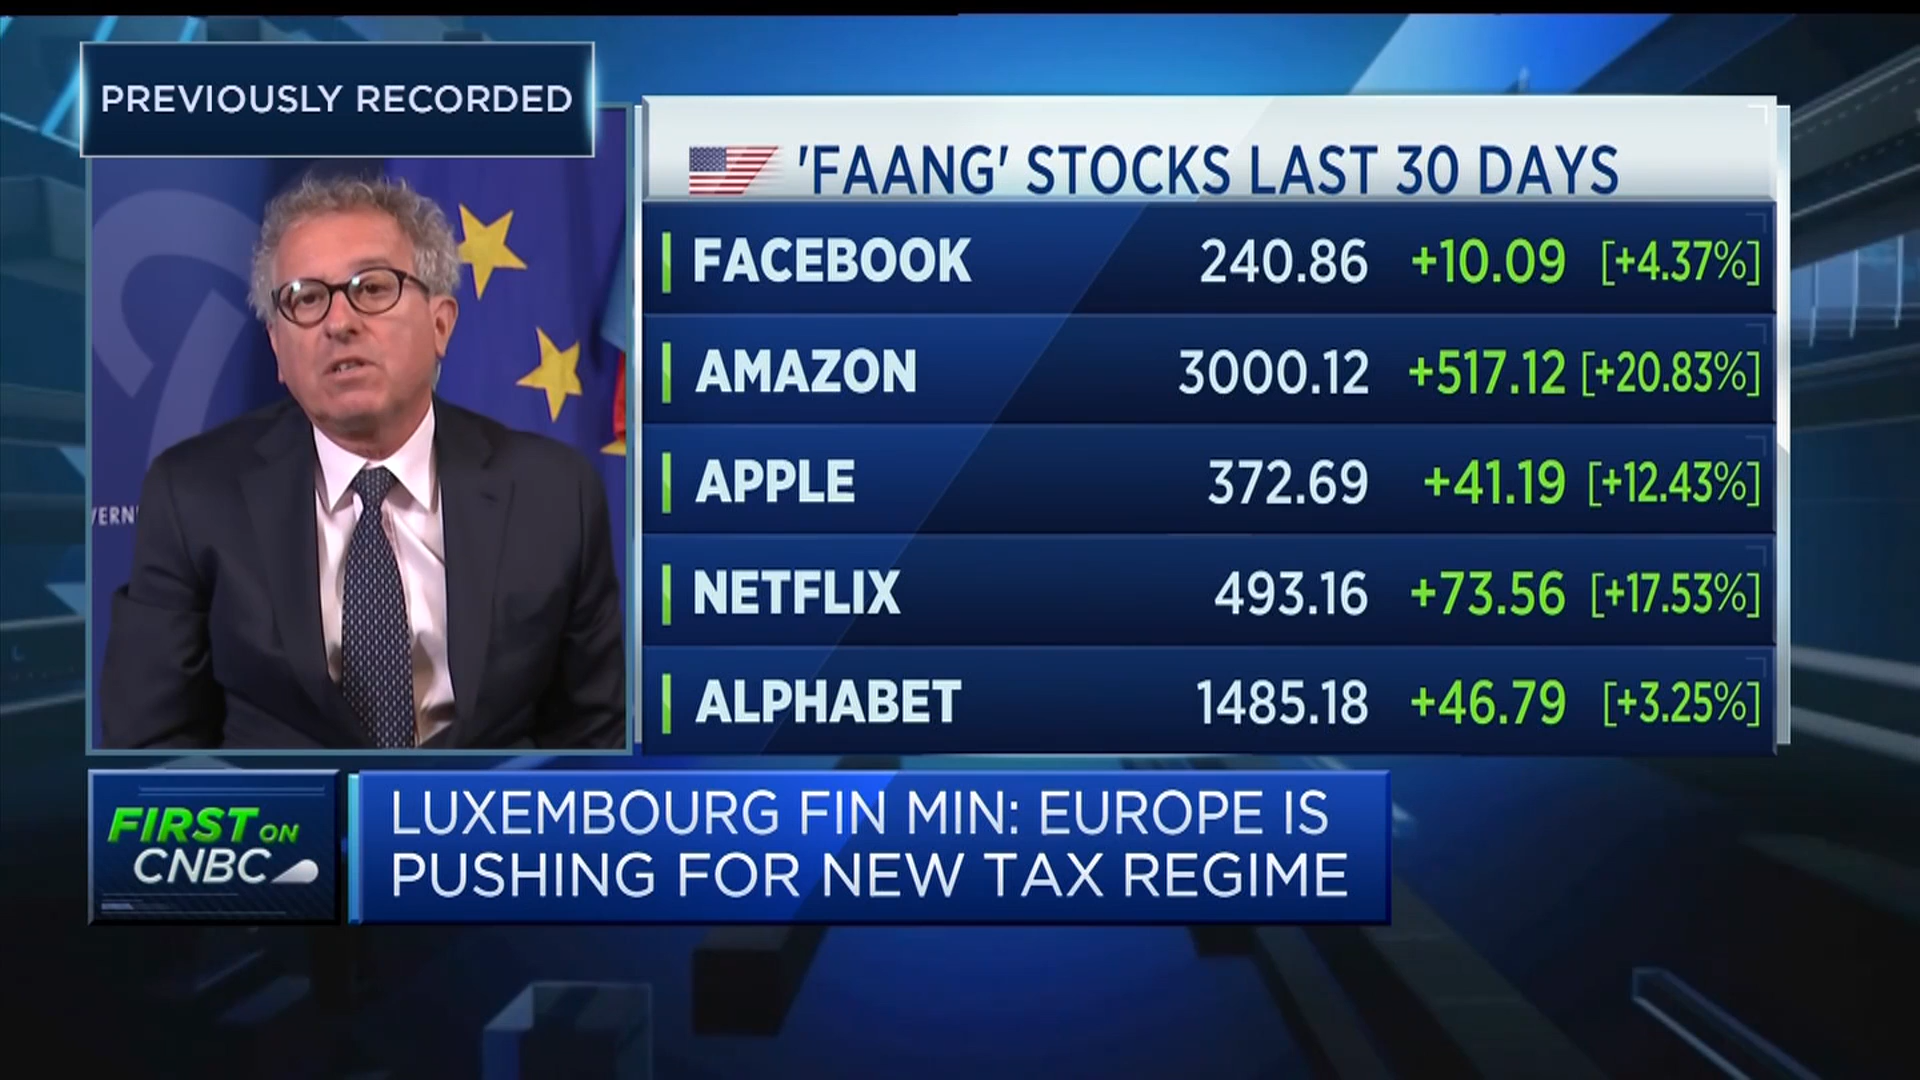 PREVIOUSLY RECORDED
'FAANG' STOCKS LAST 30 DAYS
FACEBOOK 240.86 +10.09 [+4.37%]
AMAZON 3000.12 +517.12 [+20.83%]
APPLE 372.69 +41.19 [+12.43%]
NETFLIX 493.16 +73.56 [+17.53%]
ALPHABET 1485.18 +46.79 [+3.25%]
VERN
FIRST ON
CNBC
LUXEMBOURG FIN MIN: EUROPE IS
PUSHING FOR NEW TAX REGIME